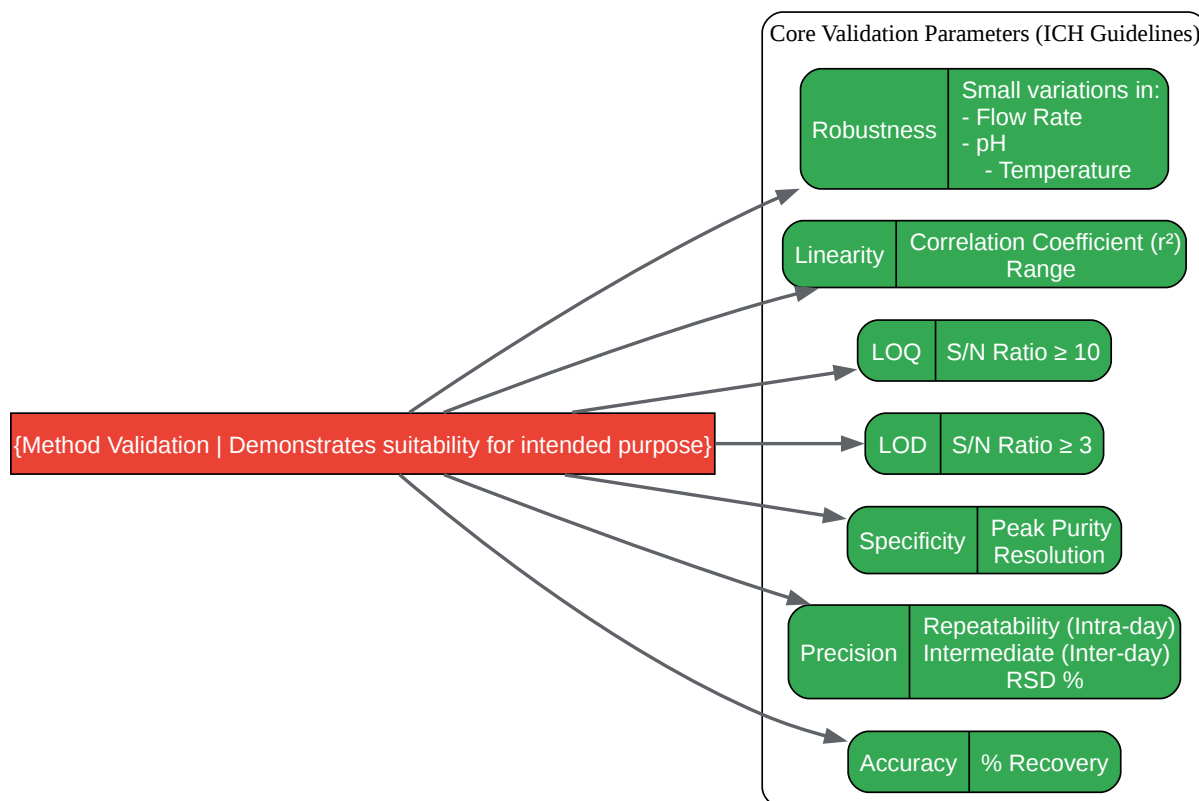 Core Validation Parameters (ICH Guidelines)
Robustness
Small variations in:
- Flow Rate
- pH
- Temperature
Linearity
Correlation Coefficient (r²)
Range
LOQ
S/N Ratio ≥ 10
{Method Validation | Demonstrates suitability for intended purpose}
LOD
S/N Ratio ≥ 3
Specificity
Peak Purity
Resolution
Precision
Repeatability (Intra-day)
Intermediate (Inter-day)
RSD %
Accuracy
% Recovery